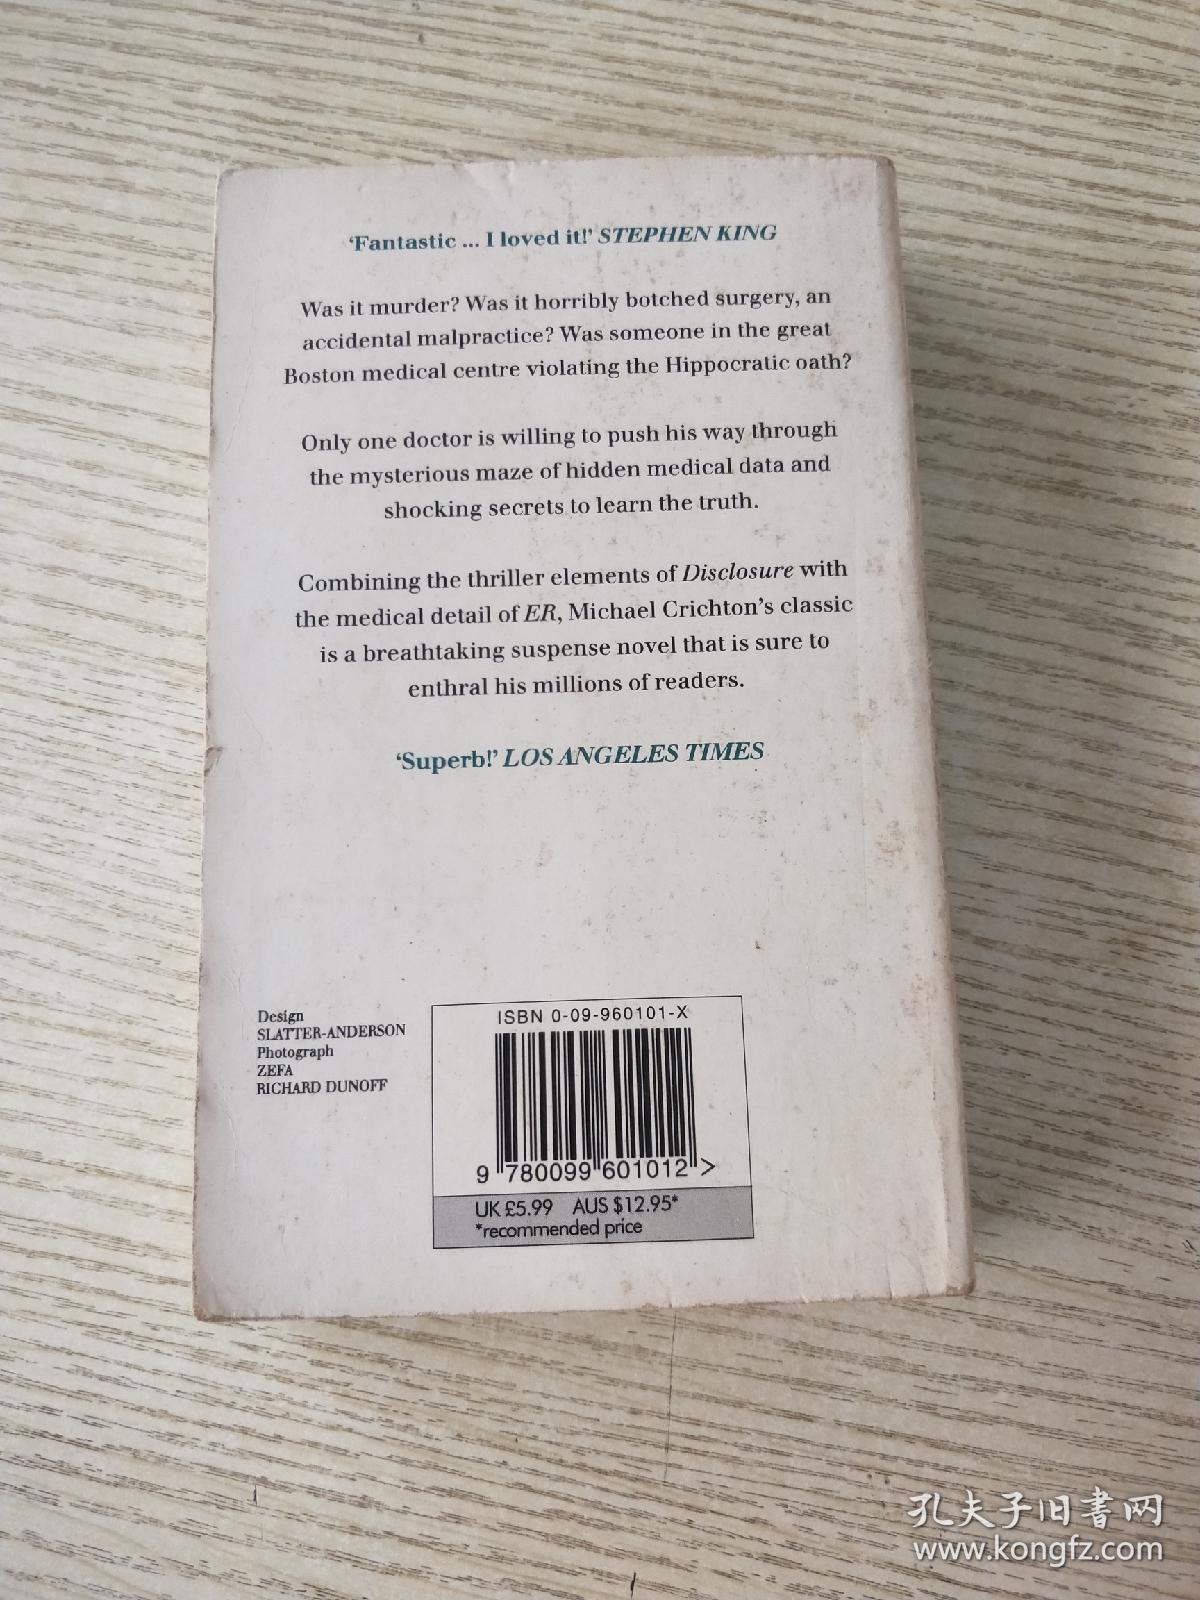 ‘Fantastic ... I loved it!’ STEPHEN KING
Was it murder? Was it horribly botched surgery, an
accidental malpractice? Was someone in the great
Boston medical centre violating the Hippocratic oath?
Only one doctor is willing to push his way through
the mysterious maze of hidden medical data and
shocking secrets to learn the truth.
Combining the thriller elements of Disclosure with
the medical detail of ER, Michael Crichton’s classic
is a breathtaking suspense novel that is sure to
enthral his millions of readers.
‘Superb!’ LOS ANGELES TIMES
Design
SLATTER-ANDERSON
Photograph
ZEFA
RICHARD DUNOFF
ISBN 0-09-960101-X
9 780099 601012 >
UK £5.99 AUS $12.95*
*recommended price
孔夫子旧书网
www.kongfz.com